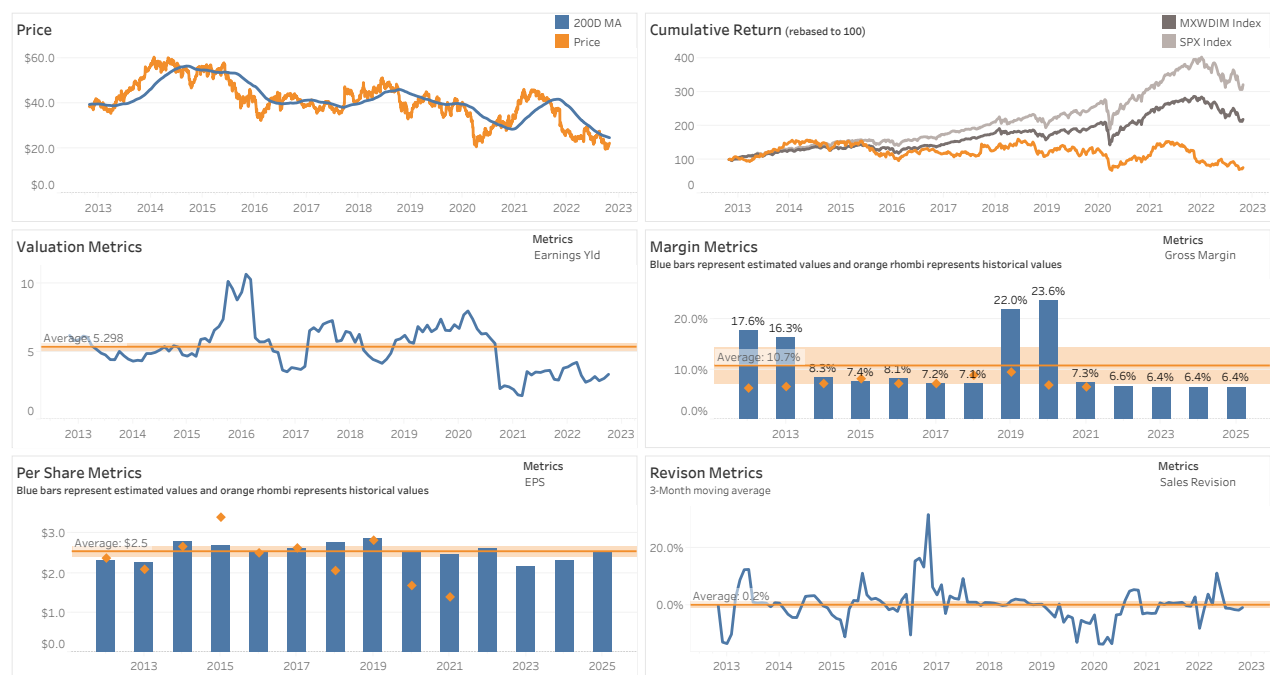 Price
200D MA
Price
$60.0
$40.0
$20.0
$0.0
2013 2014 2015 2016 2017 2018 2019 2020 2021 2022 2023
Cumulative Return (rebased to 100)
MXWDIM Index
SPX Index
400
300
200
100
0
2013 2014 2015 2016 2017 2018 2019 2020 2021 2022 2023
Valuation Metrics
Metrics
Earnings Yld
10
Average: 5.298
5
0
2013 2014 2015 2016 2017 2018 2019 2020 2021 2022 2023
Margin Metrics
Metrics
Blue bars represent estimated values and orange rhombi represents historical values
Gross Margin
23.6%
22.0%
20.0%
17.6%
16.3%
Average: 10.7%
10.0%
8.3% 7.4% 8.1% 7.2% 7.1% 7.3% 6.6% 6.4% 6.4% 6.4%
0.0%
2013 2015 2017 2019 2021 2023 2025
Per Share Metrics
Metrics
Blue bars represent estimated values and orange rhombi represents historical values
EPS
$3.0
Average: $2.5
$2.0
$1.0
$0.0
2013 2015 2017 2019 2021 2023 2025
Revison Metrics
Metrics
3-Month moving average
Sales Revision
20.0%
Average: 0.2%
0.0%
2013 2014 2015 2016 2017 2018 2019 2020 2021 2022 2023